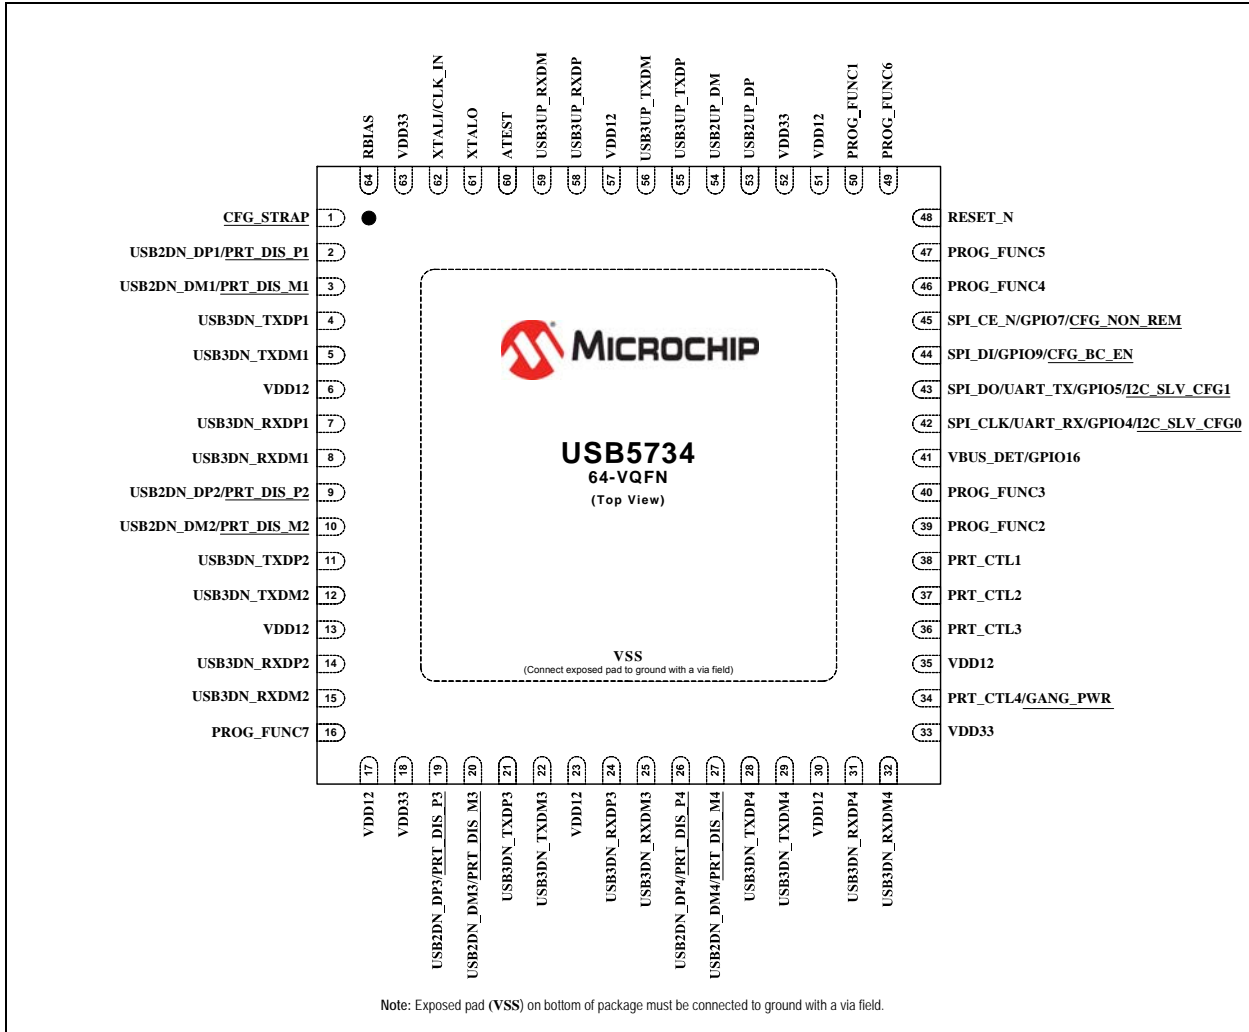 RBIAS
VDD33
XTALI/CLK_IN
XTALO
ATEST
USB3UP_RXDM
USB3UP_RXDP
VDD12
USB3UP_TXDM
USB3UP_TXDP
USB2UP_DM
USB2UP_DP
VDD33
VDD12
PROG_FUNC1
PROG_FUNC6
64
63
62
61
60
59
58
57
56
55
54
53
52
51
50
49
CFG_STRAP 1
USB2DN_DP1/PRT_DIS_P1 2
USB2DN_DM1/PRT_DIS_M1 3
USB3DN_TXDP1 4
USB3DN_TXDM1 5
VDD12 6
USB3DN_RXDP1 7
USB3DN_RXDM1 8
USB2DN_DP2/PRT_DIS_P2 9
USB2DN_DM2/PRT_DIS_M2 10
USB3DN_TXDP2 11
USB3DN_TXDM2 12
VDD12 13
USB3DN_RXDP2 14
USB3DN_RXDM2 15
PROG_FUNC7 16
MICROCHIP
USB5734
64-VQFN
(Top View)
VSS
(Connect exposed pad to ground with a via field)
48 RESET_N
47 PROG_FUNC5
46 PROG_FUNC4
45 SPI_CE_N/GPIO7/CFG_NON_REM
44 SPI_DI/GPIO9/CFG_BC_EN
43 SPI_DO/UART_TX/GPIO5/I2C_SLV_CFG1
42 SPI_CLK/UART_RX/GPIO4/I2C_SLV_CFG0
41 VBUS_DET/GPIO16
40 PROG_FUNC3
39 PROG_FUNC2
38 PRT_CTL1
37 PRT_CTL2
36 PRT_CTL3
35 VDD12
34 PRT_CTL4/GANG_PWR
33 VDD33
17
18
19
20
21
22
23
24
25
26
27
28
29
30
31
32
VDD12
VDD33
USB2DN_DP3/PRT_DIS_P3
USB2DN_DM3/PRT_DIS_M3
USB3DN_TXDP3
USB3DN_TXDM3
VDD12
USB3DN_RXDP3
USB3DN_RXDM3
USB2DN_DP4/PRT_DIS_P4
USB2DN_DM4/PRT_DIS_M4
USB3DN_TXDP4
USB3DN_TXDM4
VDD12
USB3DN_RXDP4
USB3DN_RXDM4
Note: Exposed pad (VSS) on bottom of package must be connected to ground with a via field.